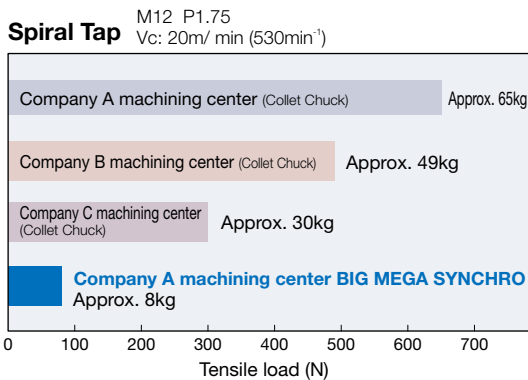 Spiral Tap M12 P1.75
Vc: 20m/ min (530min⁻¹)
Company A machining center (Collet Chuck) Approx. 65kg
Company B machining center (Collet Chuck) Approx. 49kg
Company C machining center
(Collet Chuck)
Approx. 30kg
Company A machining center BIG MEGA SYNCHRO
Approx. 8kg
0 100 200 300 400 500 600 700
Tensile load (N)